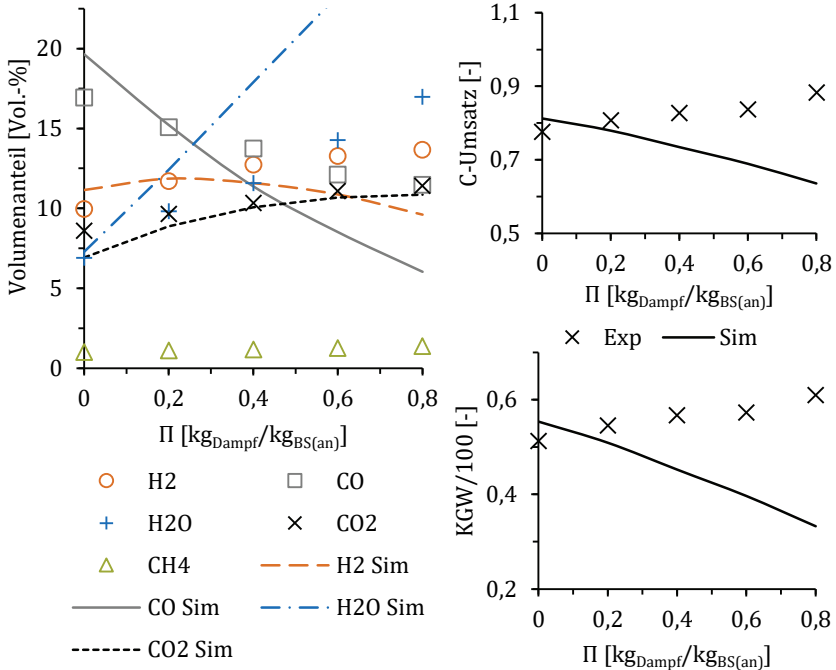 Volumenanteil [Vol.-%]
20
15
10
5
0
0 0,2 0,4 0,6 0,8
Π [kgDampf/kgBS(an)]
H2 CO
H2O CO2
CH4 H2 Sim
CO Sim H2O Sim
CO2 Sim
C-Umsatz [-]
1,1
0,9
0,7
0,5
0 0,2 0,4 0,6 0,8
Π [kgDampf/kgBS(an)]
Exp Sim
KGW/100 [-]
0,6
0,4
0,2
0 0,2 0,4 0,6 0,8
Π [kgDampf/kgBS(an)]